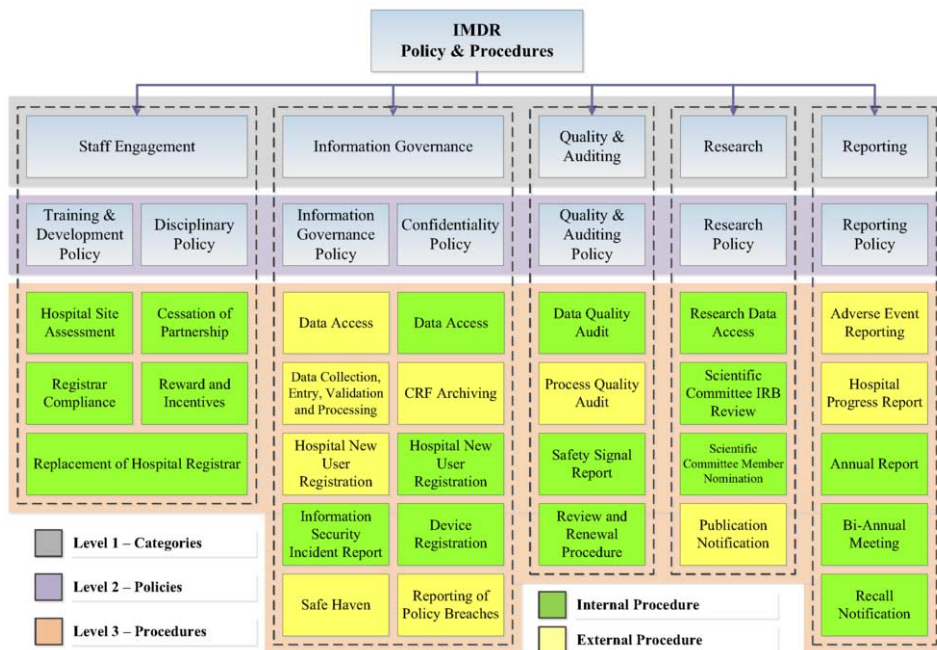 IMDR
Policy & Procedures
Staff Engagement
Information Governance
Quality &
Auditing
Research
Reporting
Training &
Development
Policy
Disciplinary
Policy
Information
Governance
Policy
Confidentiality
Policy
Quality &
Auditing Policy
Research
Policy
Reporting
Policy
Hospital Site
Assessment
Cessation of
Partnership
Registrar
Compliance
Reward and
Incentives
Replacement of Hospital Registrar
Data Access
Data Access
Data Collection,
Entry, Validation
and Processing
CRF Archiving
Hospital New
User
Registration
Hospital New
User
Registration
Information
Security
Incident Report
Device
Registration
Safe Haven
Reporting of
Policy Breaches
Data Quality
Audit
Process Quality
Audit
Safety Signal
Report
Review and
Renewal
Procedure
Research Data
Access
Scientific
Committee IRB
Review
Scientific
Committee Member
Nomination
Publication
Notification
Adverse Event
Reporting
Hospital
Progress Report
Annual Report
Bi-Annual
Meeting
Recall
Notification
Level 1 – Categories
Level 2 – Policies
Level 3 – Procedures
Internal Procedure
External Procedure